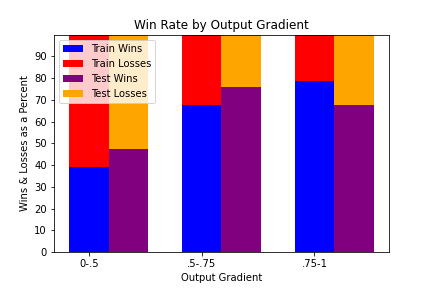 Win Rate by Output Gradient
Train Wins
Train Losses
Test Wins
Test Losses
Wins & Losses as a Percent
90
80
70
60
50
40
30
20
10
0
0-.5
.5-.75
.75-1
Output Gradient